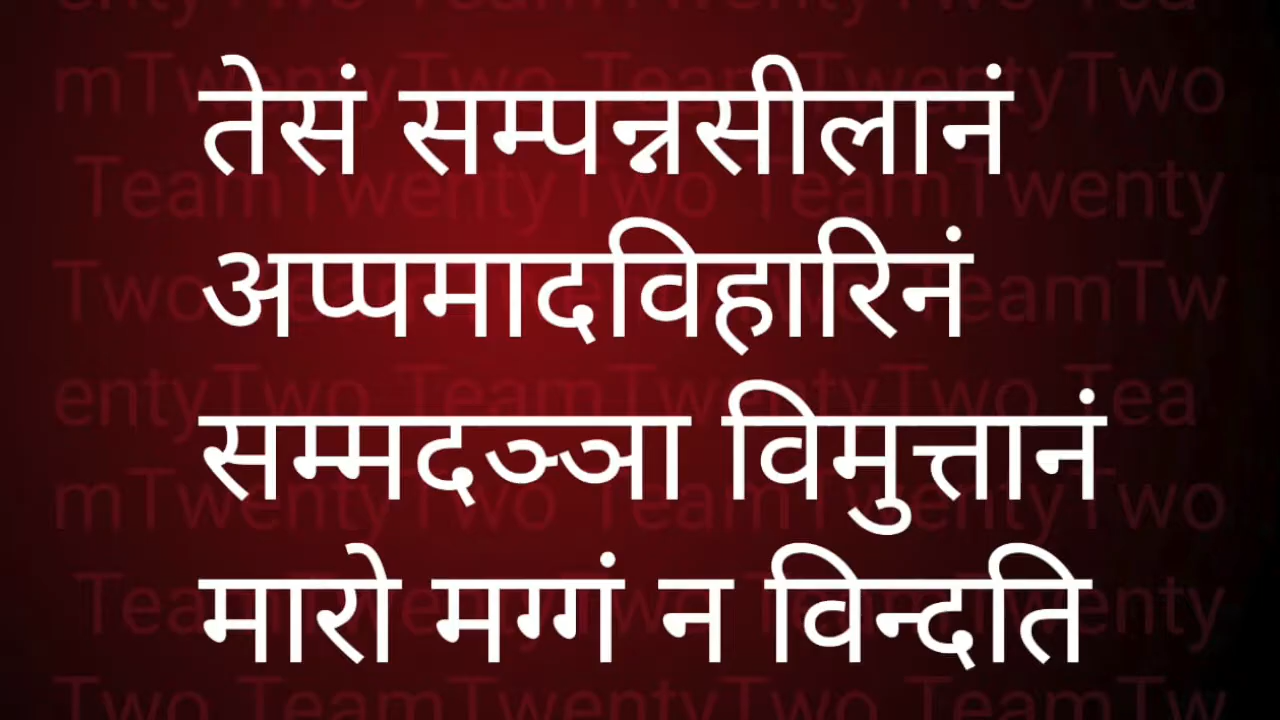 तेसं सम्पन्नसीलानं
अप्पमादविहारिनं
सम्मदञ्ञा विमुत्तानं
मारो मग्गं न विन्दति